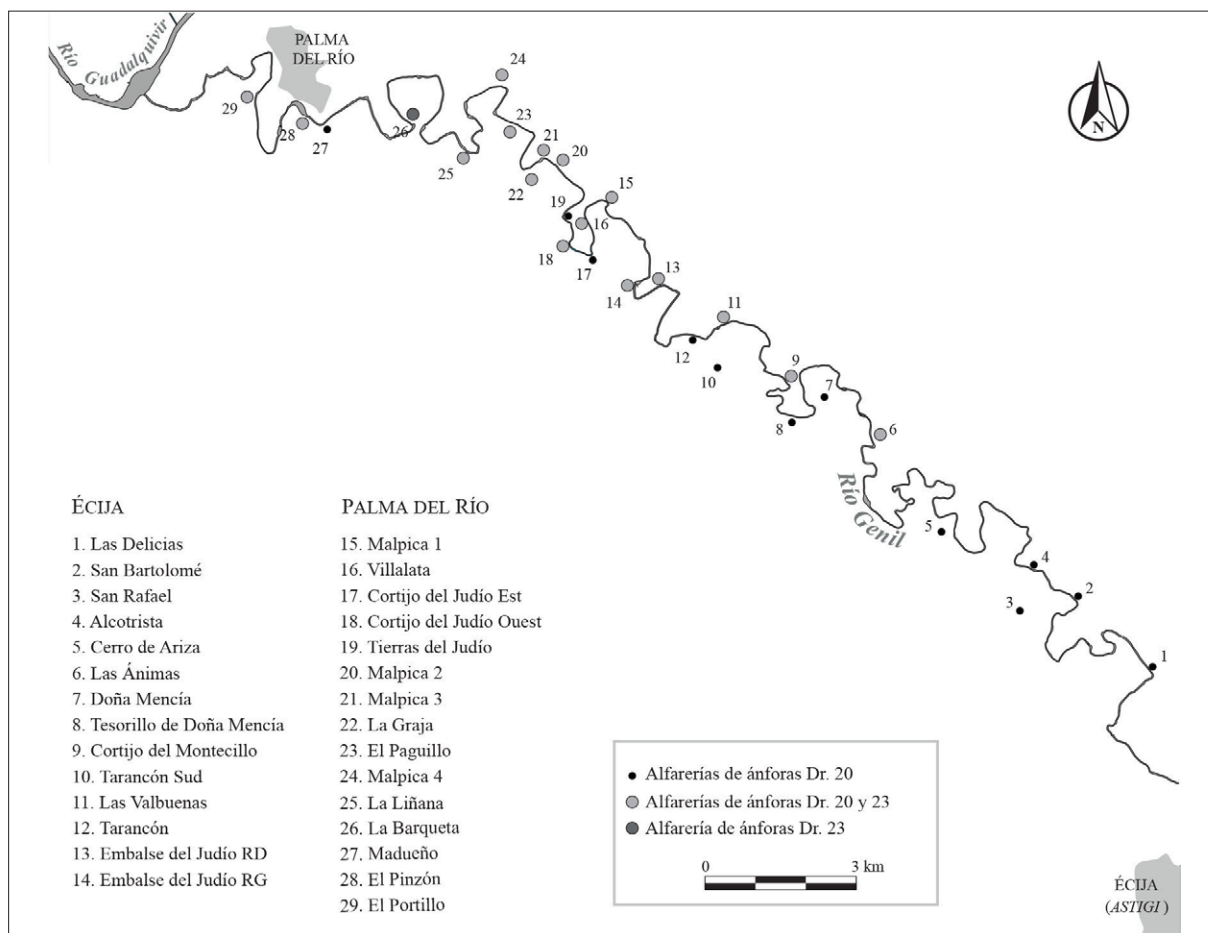 Río Guadalquivir
PALMA
DEL RÍO
N
24
29
28
27
26
23
25
21
20
22
15
19
16
18
17
13
14
11
12
10
9
7
8
6
Río Genil
5
4
2
3
1
ÉCIJA
1. Las Delicias
2. San Bartolomé
3. San Rafael
4. Alcotrista
5. Cerro de Ariza
6. Las Ánimas
7. Doña Mencía
8. Tesorillo de Doña Mencía
9. Cortijo del Montecillo
10. Tarancón Sud
11. Las Valbuenas
12. Tarancón
13. Embalse del Judío RD
14. Embalse del Judío RG
PALMA DEL RÍO
15. Malpica 1
16. Villalata
17. Cortijo del Judío Est
18. Cortijo del Judío Ouest
19. Tierras del Judío
20. Malpica 2
21. Malpica 3
22. La Graja
23. El Paguillo
24. Malpica 4
25. La Liñana
26. La Barqueta
27. Madueño
28. El Pinzón
29. El Portillo
Alfarerías de ánforas Dr. 20
Alfarerías de ánforas Dr. 20 y 23
Alfarería de ánforas Dr. 23
0 3 km
ÉCIJA
(ASTIGI)